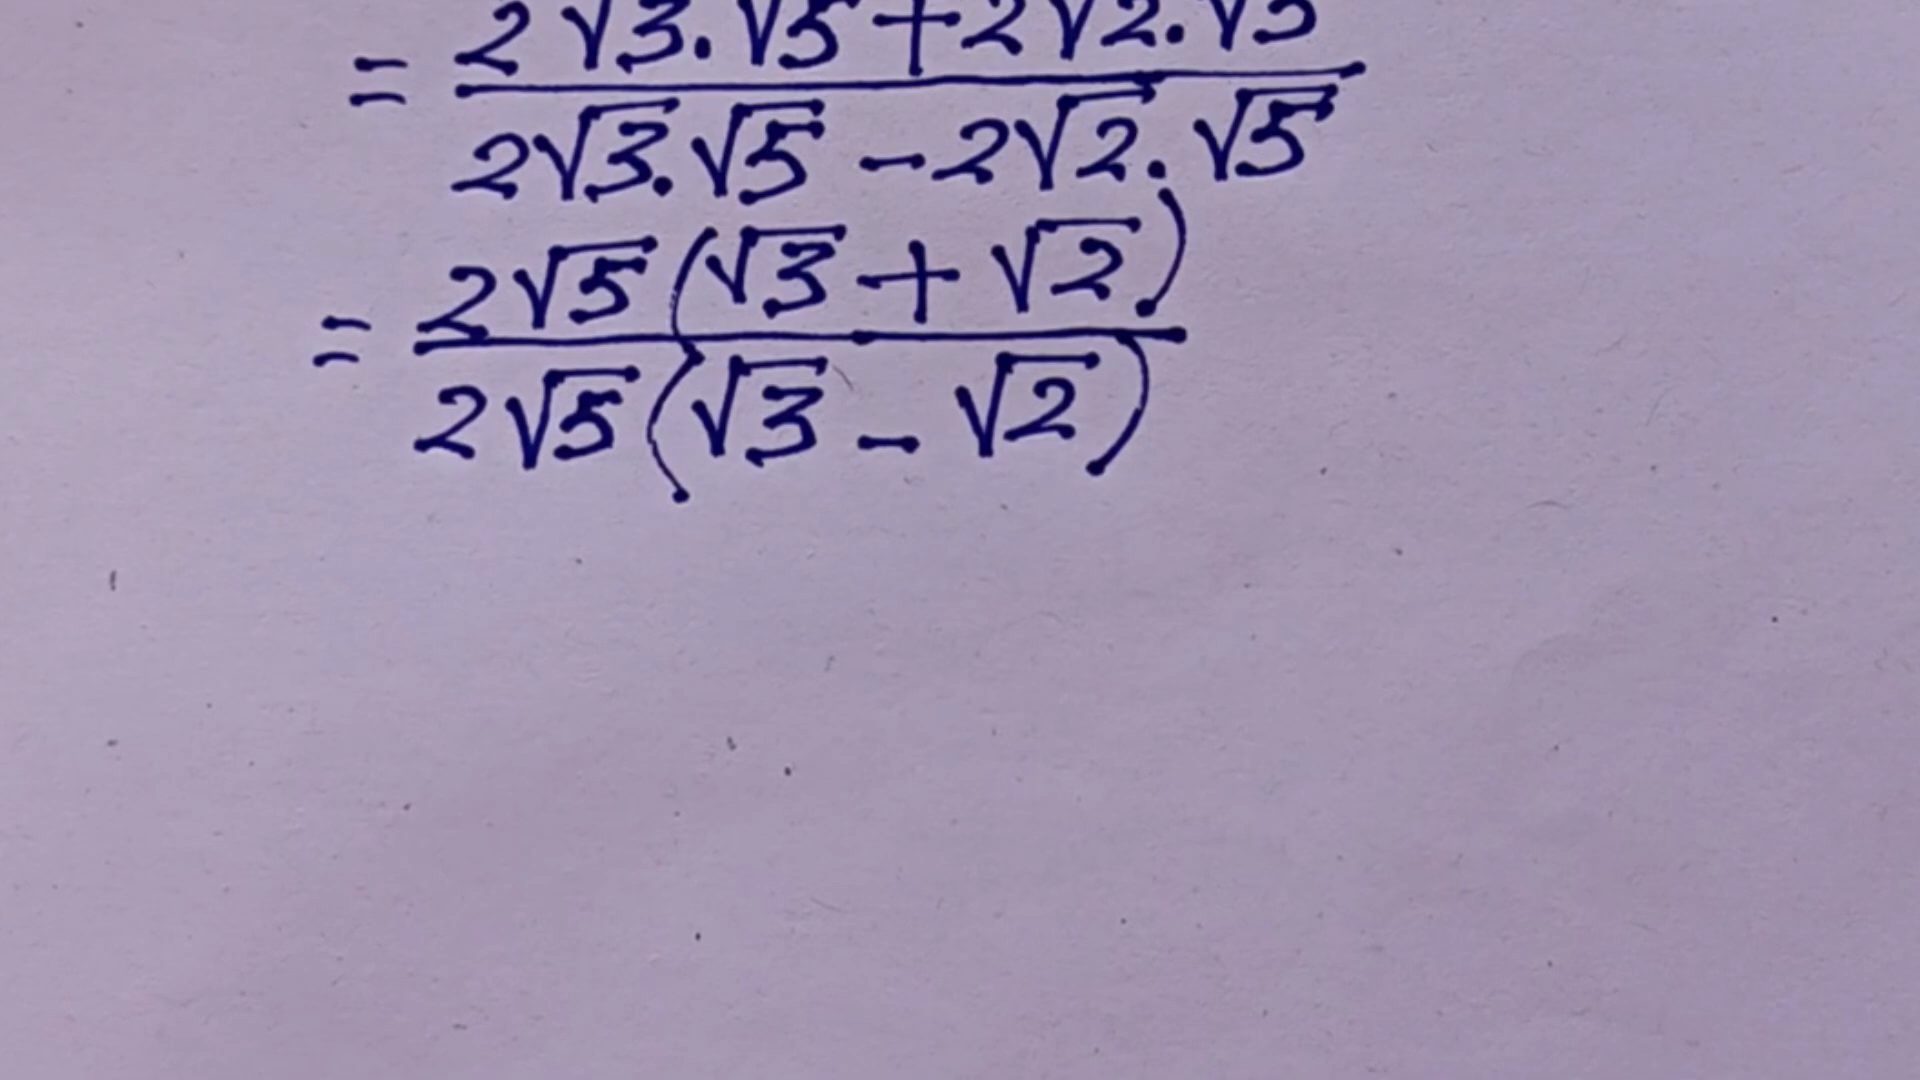 = 2√3.√5+2√2.√5
2√3.√5 -2√2.√5
= 2√5(√3+√2)
2√5(√3-√2)